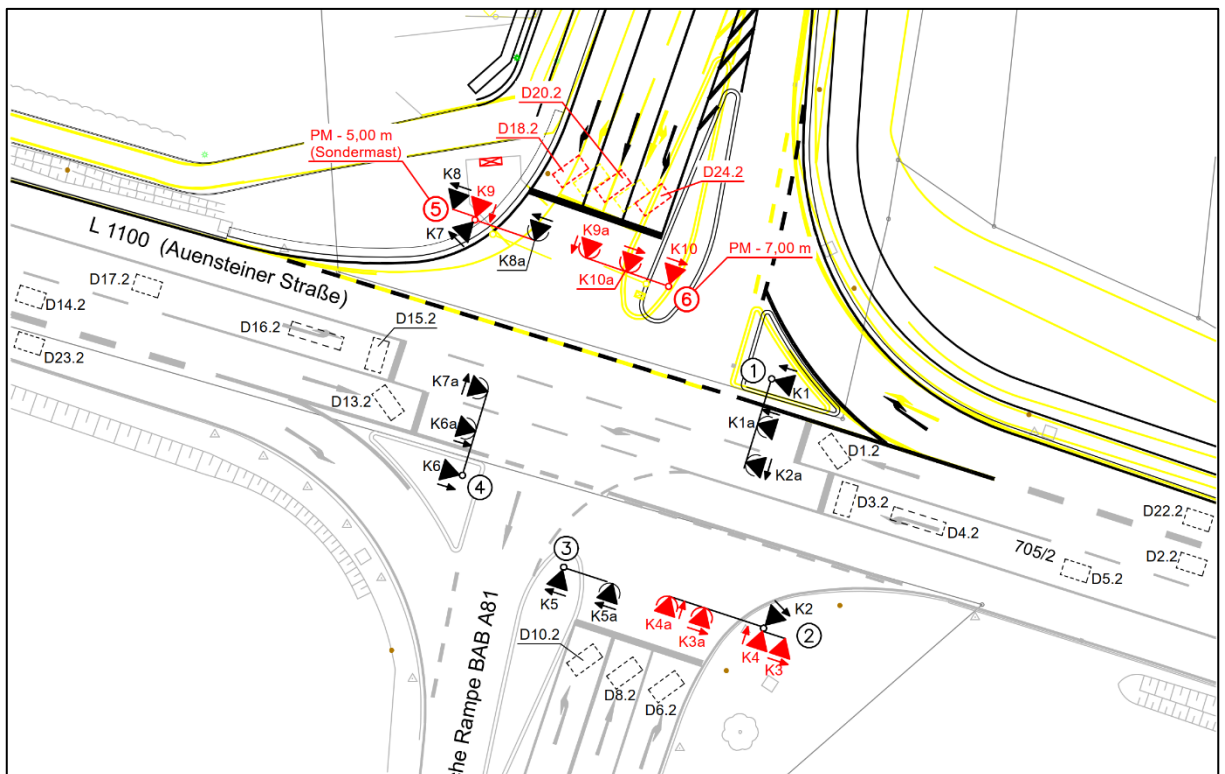 D20.2
D18.2
PM - 5,00 m
(Sondermast)
D24.2
K8
K9
5
K7
K8a
K9a
K10a
K10
PM - 7,00 m
6
L 1100 (Auensteiner Straße)
D17.2
D14.2
D16.2
D15.2
D23.2
D13.2
K7a
K6a
K6
4
1
K1
K1a
K2a
D1.2
D3.2
D4.2
705/2
D5.2
D22.2
D2.2
3
K5
K5a
K4a
K3a
K2
2
K4
K3
D10.2
D8.2
D6.2
che Rampe BAB A81